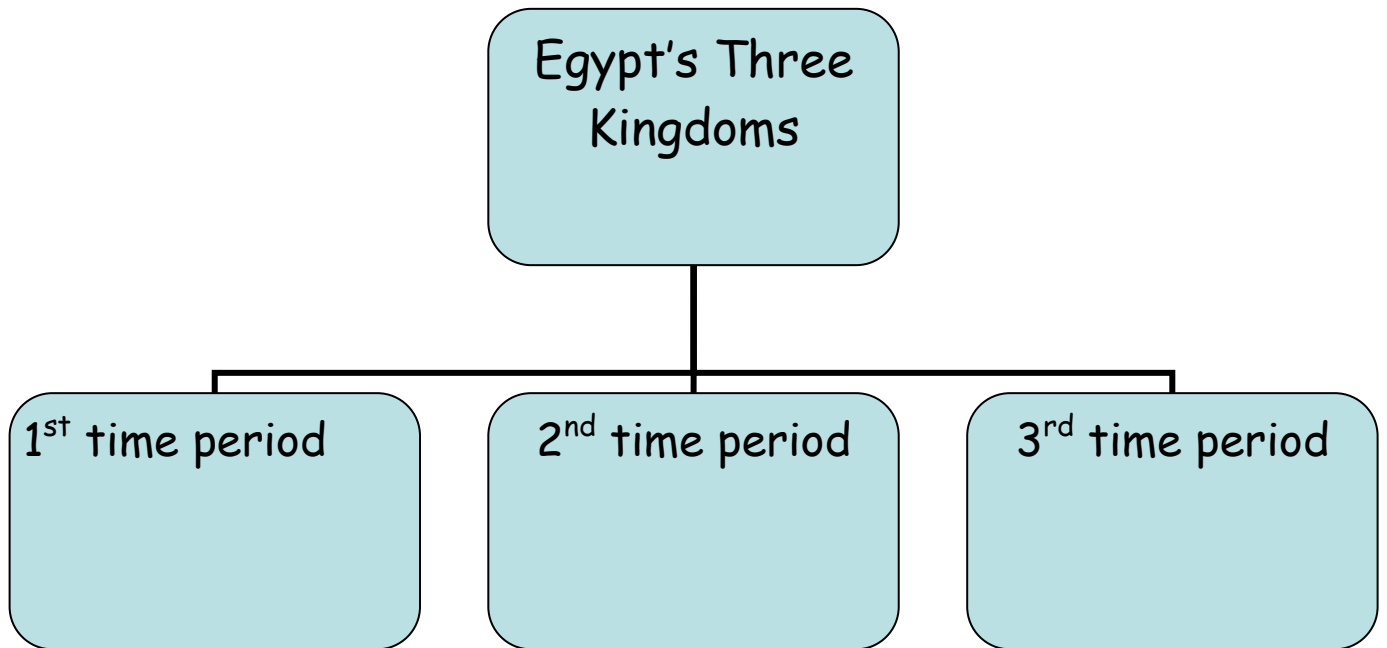 Egypt’s Three
Kingdoms
1st time period
2nd time period
3rd time period